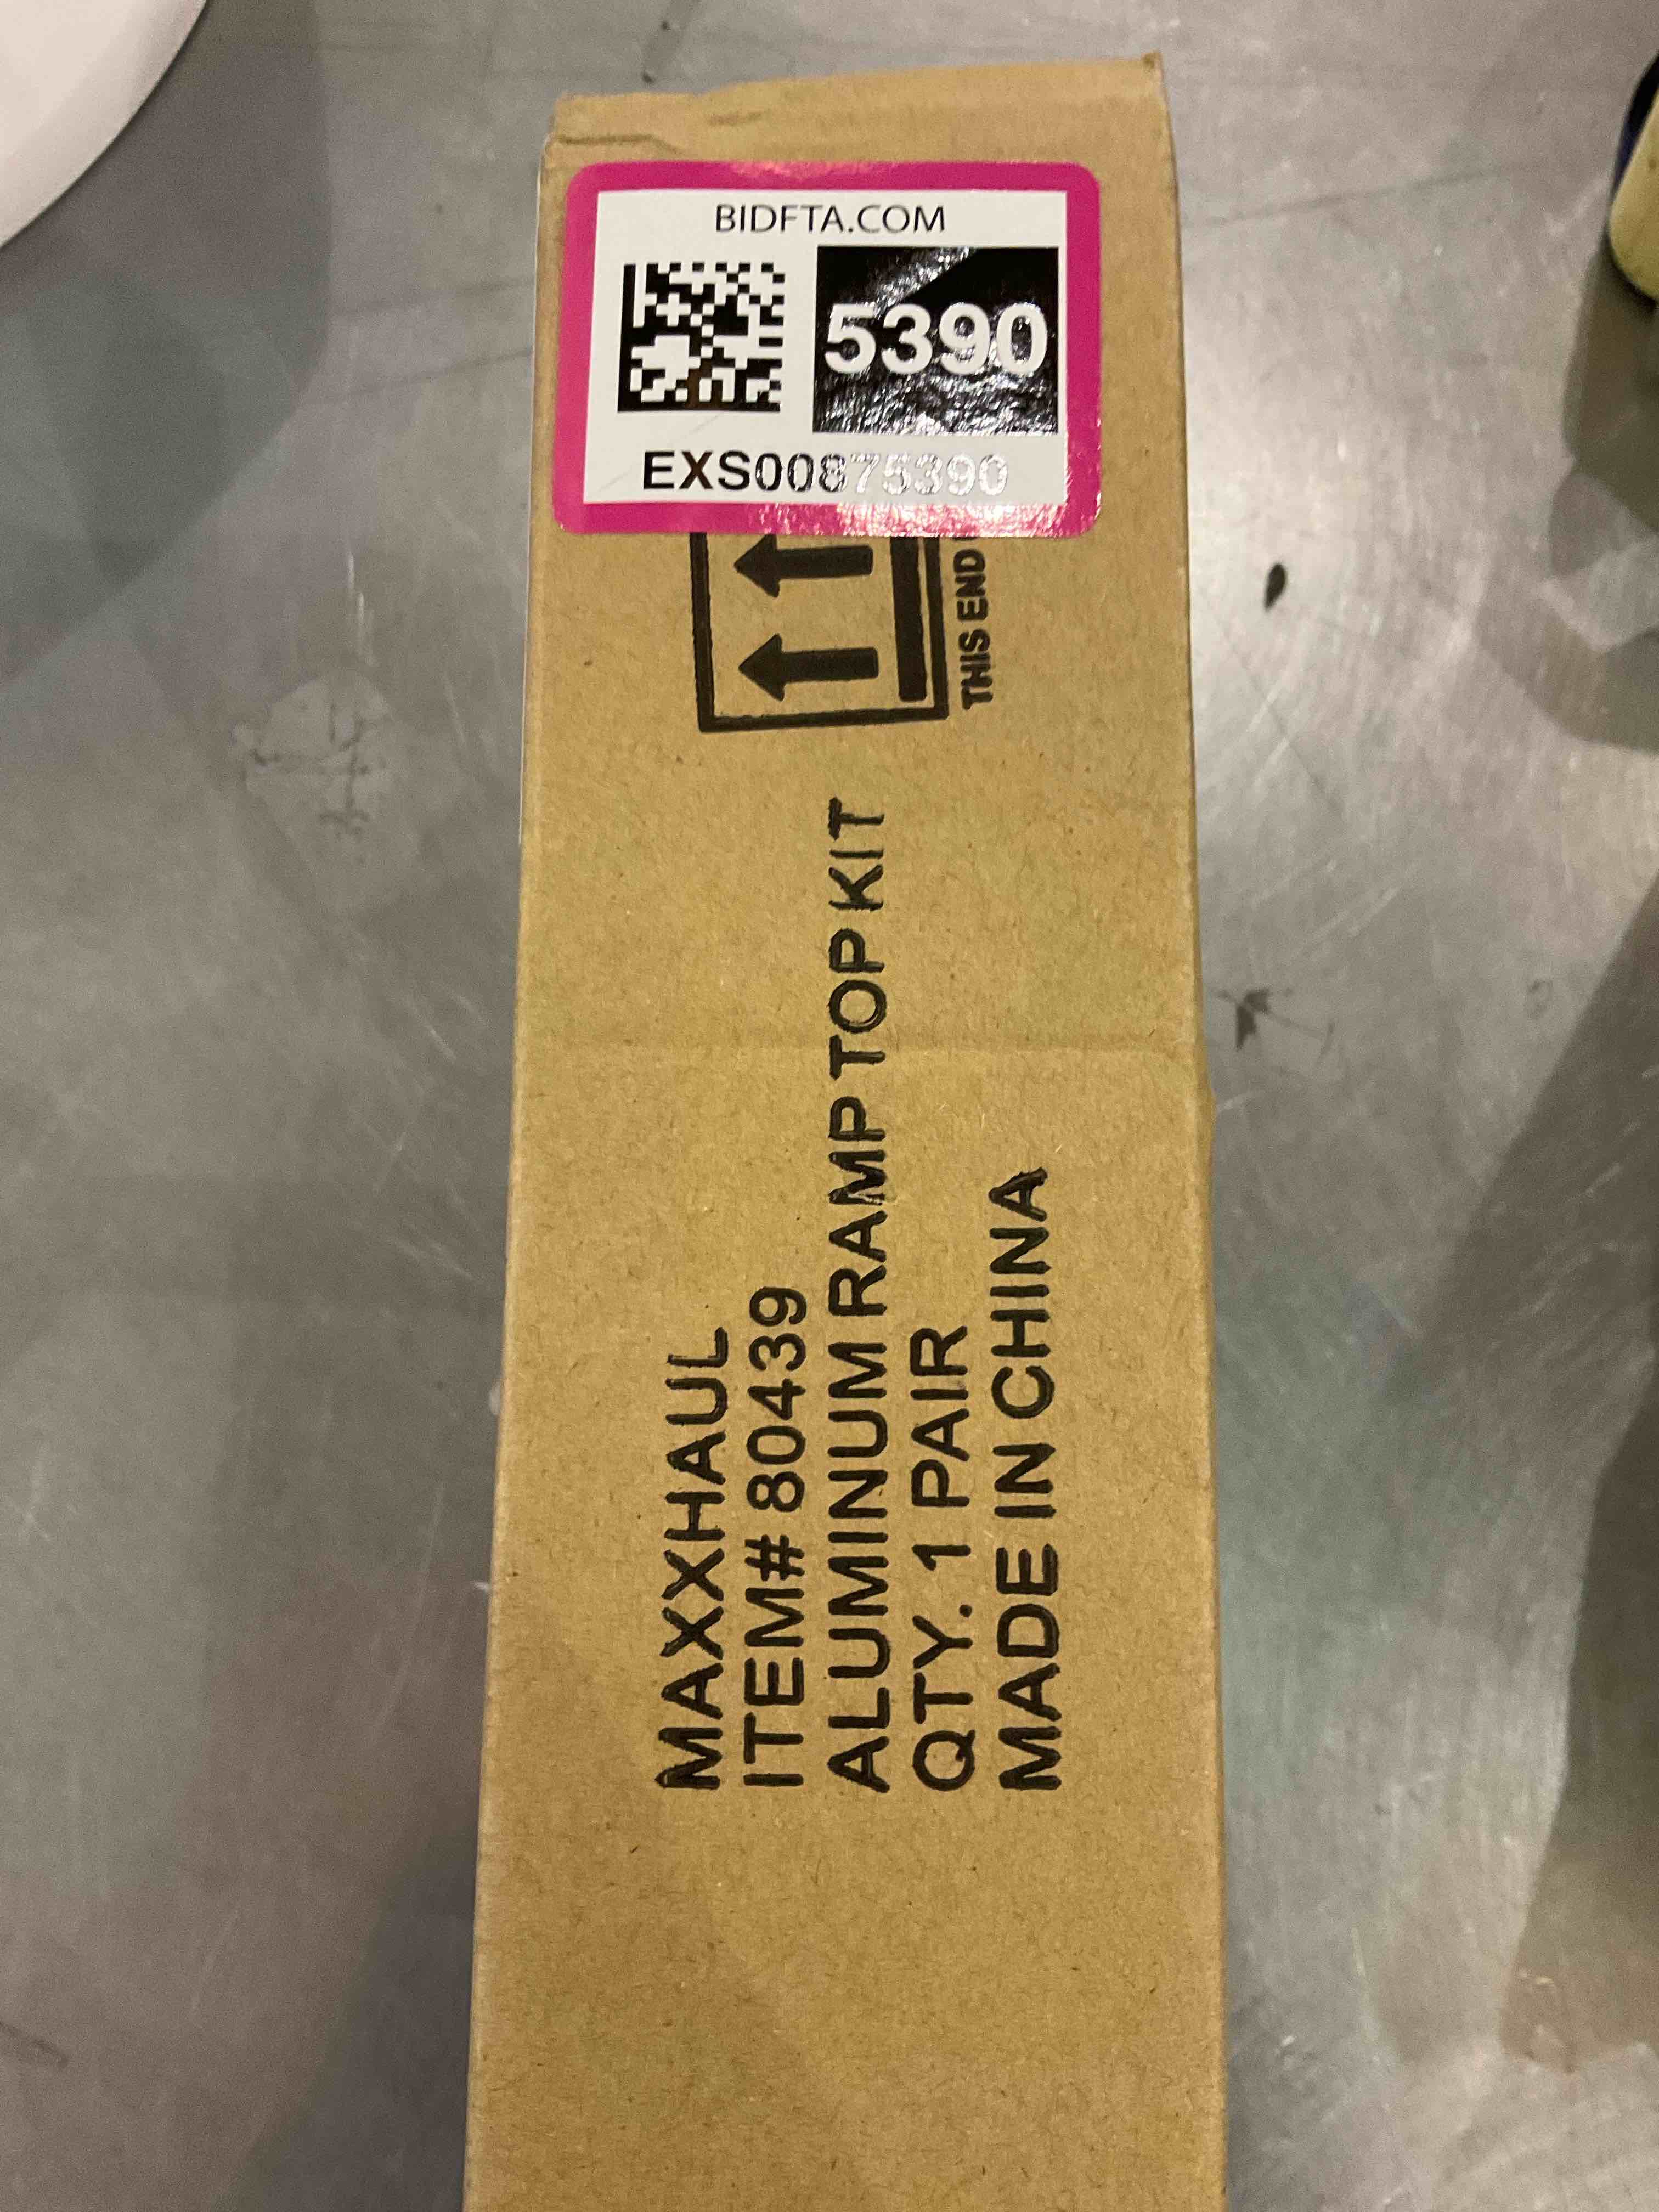 BIDFTA.COM
5390
EXS00875390
THIS END
MAXXHAUL
ITEM# 80439
ALUMINUM RAMP TOP KIT
QTY. 1 PAIR
MADE IN CHINA